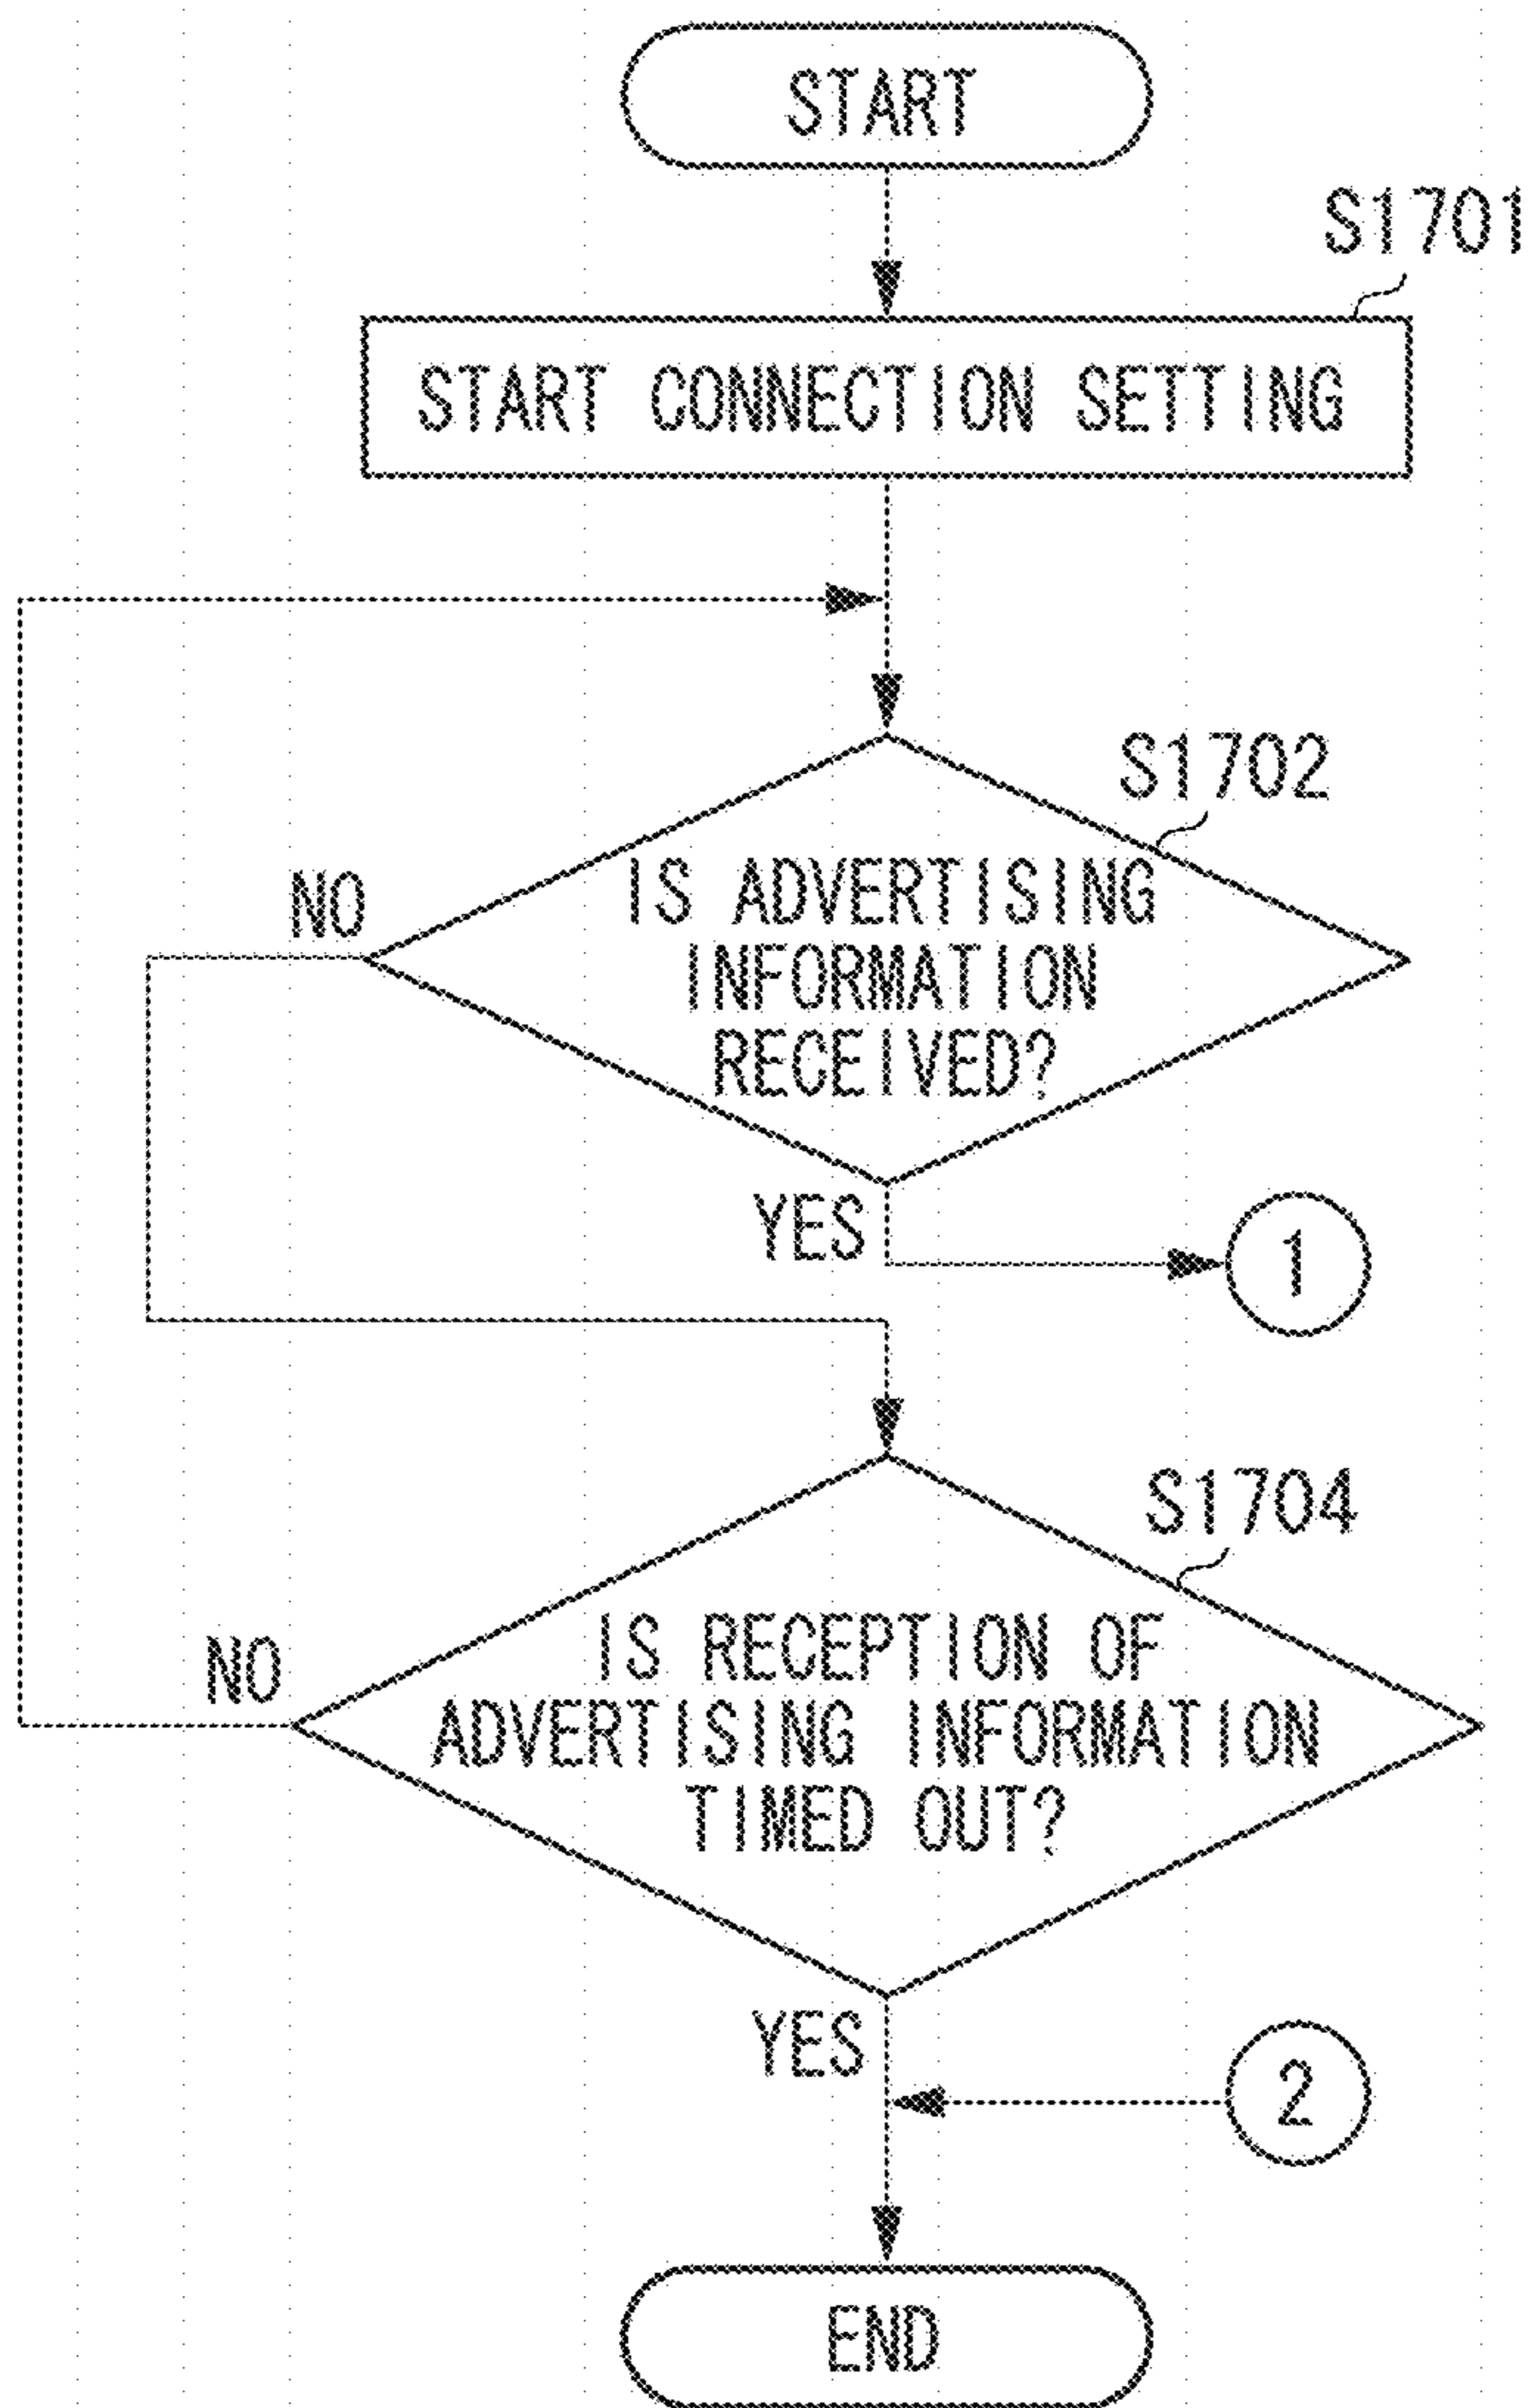 START
S1701
START CONNECTION SETTING
S1702
NO
IS ADVERTISING
INFORMATION
RECEIVED?
YES
1
S1704
NO
IS RECEPTION OF
ADVERTISING INFORMATION
TIMED OUT?
YES
2
END